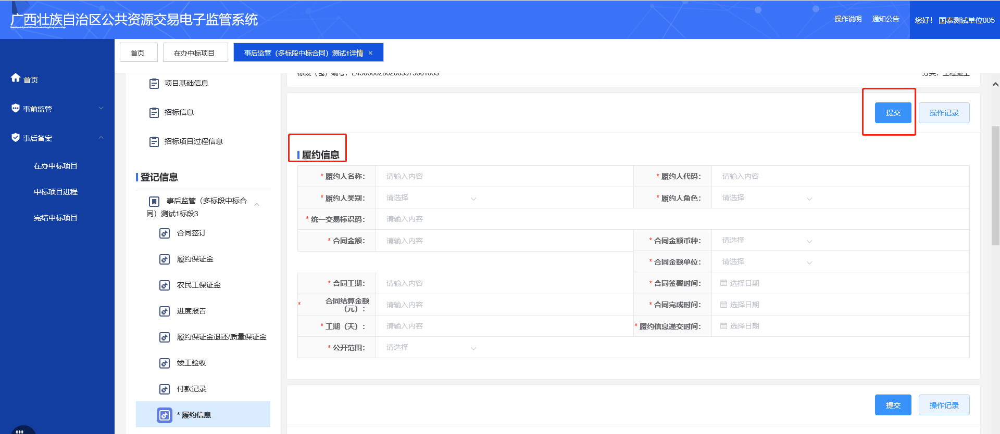 广西壮族自治区公共资源交易电子监管系统
操作说明
通知公告
您好！ 国泰测试单位005
首页
在办中标项目
事后监管（多标段中标合同）测试1详情 ×
首页
事前监管
事后备案
在办中标项目
中标项目进程
完结中标项目
项目基础信息
招标信息
招标项目过程信息
登记信息
事后监管（多标段中标合
同）测试1标段3
合同签订
履约保证金
农民工保证金
进度报告
履约保证金退还/质量保证金
竣工验收
付款记录
* 履约信息
标段（包）编号：
分类：工程施工
提交
操作记录
履约信息
* 履约人名称： 请输入内容
* 履约人代码： 请输入内容
* 履约人类别： 请选择
* 履约人角色： 请选择
* 统一交易标识码： 请输入内容
* 合同金额： 请输入内容
* 合同金额币种： 请选择
* 合同金额单位： 请选择
* 合同工期： 请输入内容
* 合同签署时间： 选择日期
* 合同结算金额
（元）： 请输入内容
* 合同完成时间： 选择日期
* 工期（天）： 请输入内容
* 履约信息递交时间： 选择日期
* 公开范围： 请选择
提交
操作记录